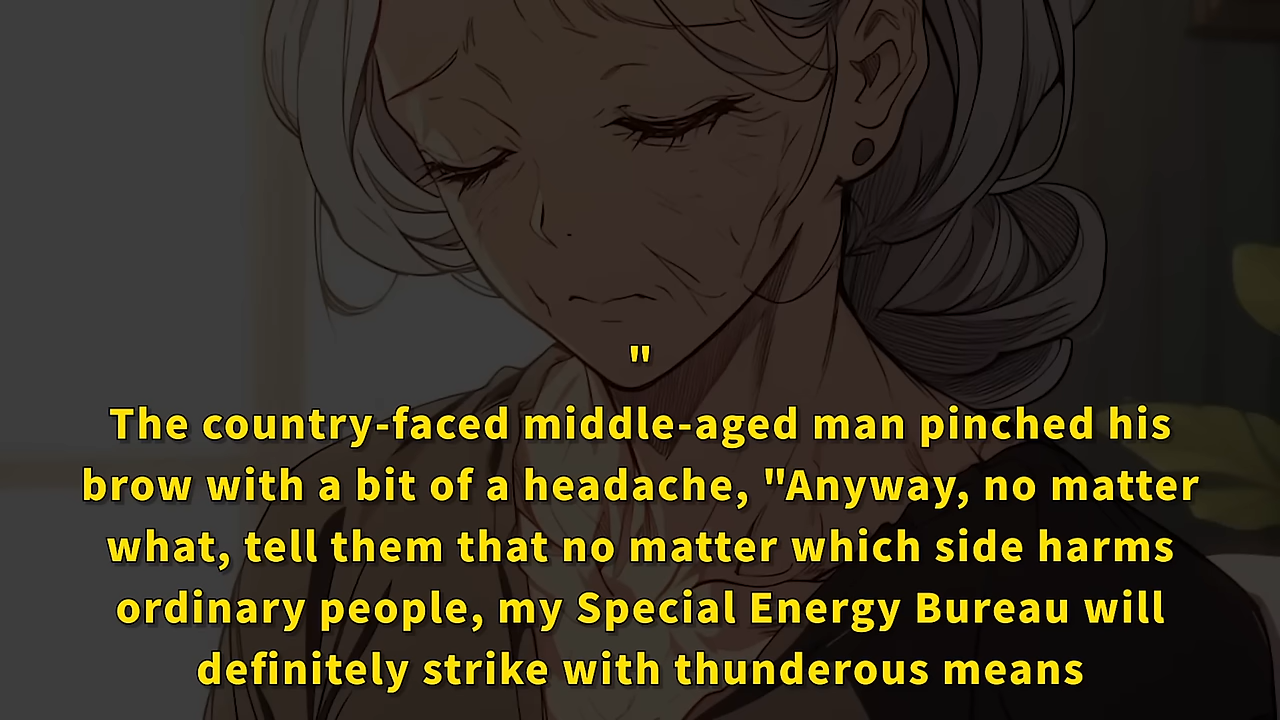 "
The country-faced middle-aged man pinched his
brow with a bit of a headache, "Anyway, no matter
what, tell them that no matter which side harms
ordinary people, my Special Energy Bureau will
definitely strike with thunderous means